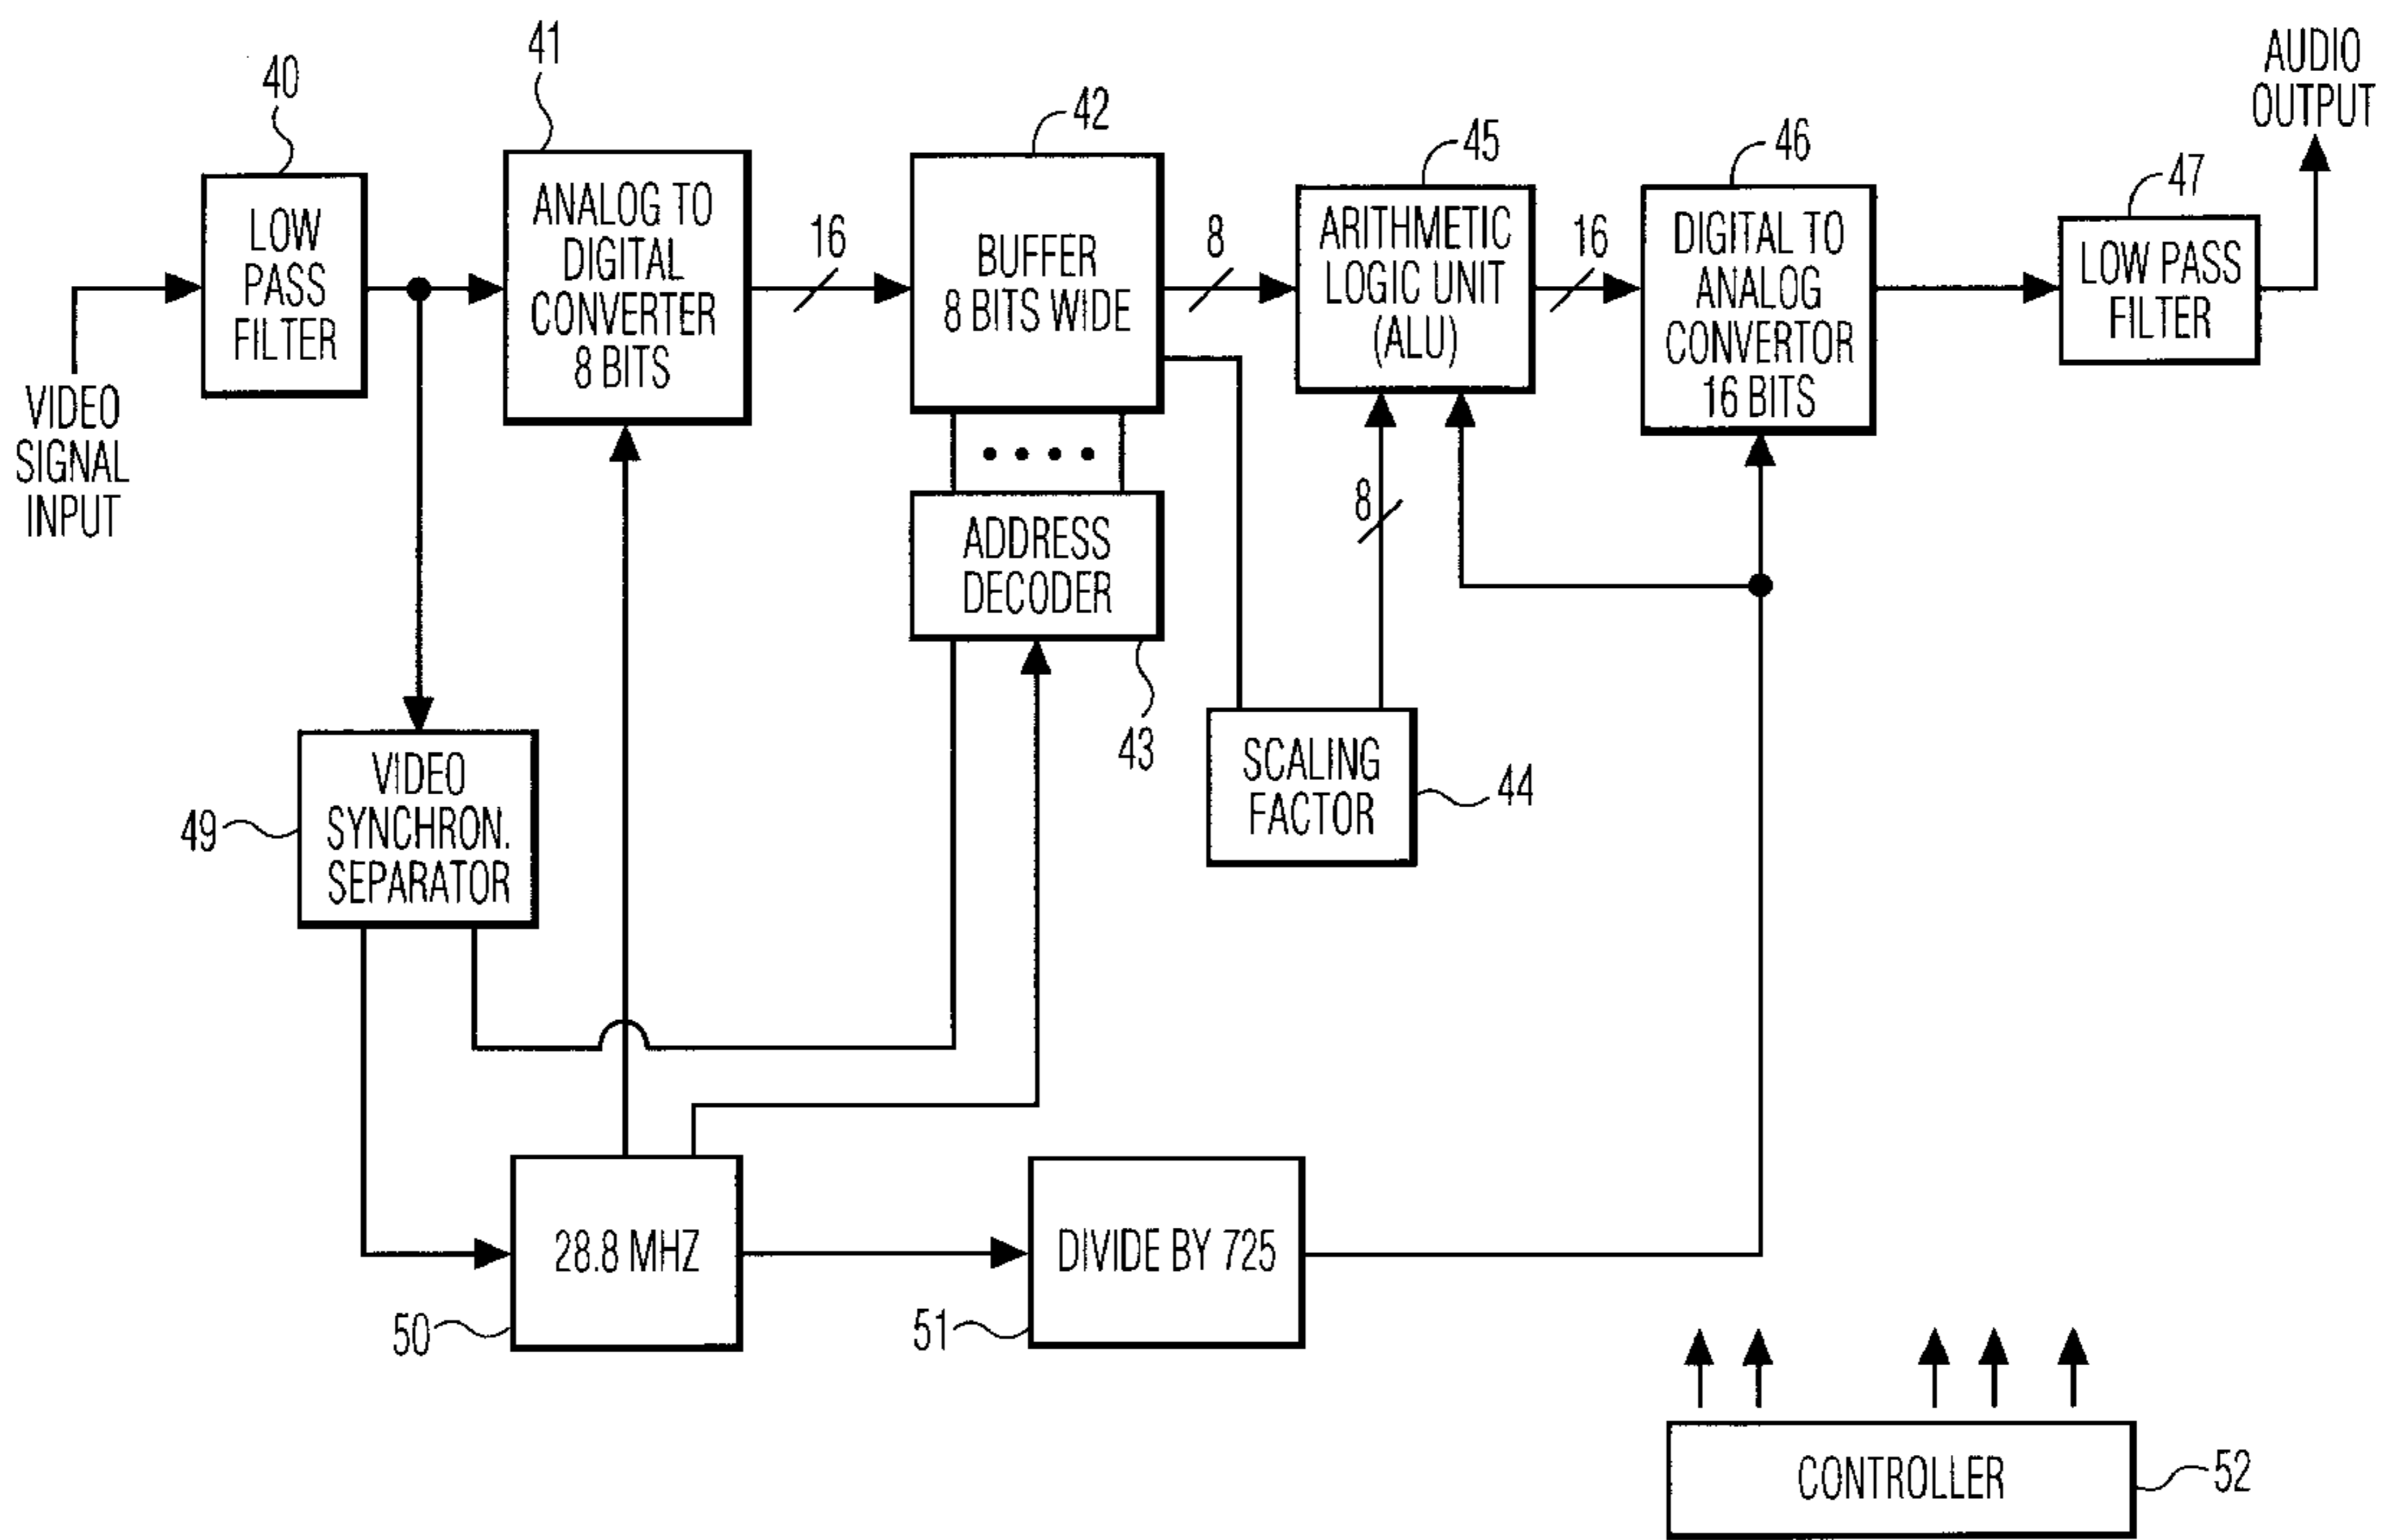 40
41
42
45
46
47
AUDIO
OUTPUT
LOW
PASS
FILTER
ANALOG TO
DIGITAL
CONVERTER
8 BITS
16
BUFFER
8 BITS WIDE
8
ARITHMETIC
LOGIC UNIT
(ALU)
16
DIGITAL TO
ANALOG
CONVERTOR
16 BITS
LOW PASS
FILTER
VIDEO
SIGNAL
INPUT
ADDRESS
DECODER
43
8
VIDEO
SYNCHRON.
SEPARATOR
49
SCALING
FACTOR
44
28.8 MHZ
50
DIVIDE BY 725
51
CONTROLLER
52